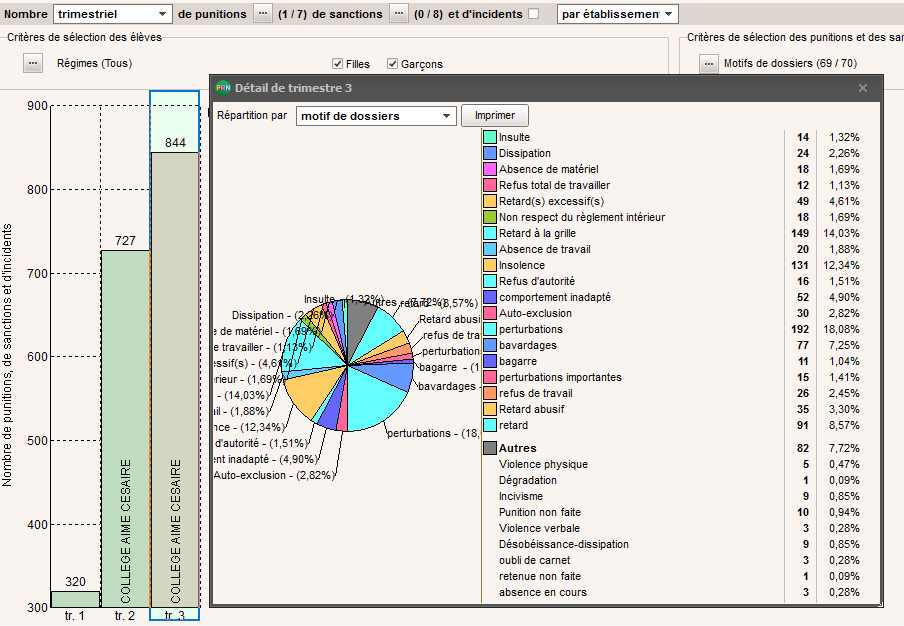 Nombre trimestriel de punitions ... (1 / 7) de sanctions ... (0 / 8) et d'incidents par établissemen
Critères de sélection des élèves
Critères de sélection des punitions et des san
... Régimes (Tous) Filles Garçons
... Motifs de dossiers (69 / 70)
PRN Détail de trimestre 3
Répartition par motif de dossiers Imprimer
Nombre de punitions, de sanctions et d'incidents
900
800
700
600
500
400
300
320
727
844
COLLEGE AIME CESAIRE
COLLEGE AIME CESAIRE
tr. 1
tr. 2
tr. 3
Insulte - (1,32%)
Dissipation - (2,26%)
e de matériel - (1,69%)
e travailler - (1,13%)
essif(s) - (4,61%)
érieur - (1,69%)
- (14,03%)
ail - (1,88%)
nce - (12,34%)
d'autorité - (1,51%)
ent inadapté - (4,90%)
Auto-exclusion - (2,82%)
Autres - (7,72%)
retard - (8,57%)
Retard abusi
refus de tra
perturbation
bagarre - (1
bavardages -
perturbations - (18,
Insulte 14 1,32%
Dissipation 24 2,26%
Absence de matériel 18 1,69%
Refus total de travailler 12 1,13%
Retard(s) excessif(s) 49 4,61%
Non respect du règlement intérieur 18 1,69%
Retard à la grille 149 14,03%
Absence de travail 20 1,88%
Insolence 131 12,34%
Refus d'autorité 16 1,51%
comportement inadapté 52 4,90%
Auto-exclusion 30 2,82%
perturbations 192 18,08%
bavardages 77 7,25%
bagarre 11 1,04%
perturbations importantes 15 1,41%
refus de travail 26 2,45%
Retard abusif 35 3,30%
retard 91 8,57%
Autres 82 7,72%
Violence physique 5 0,47%
Dégradation 1 0,09%
Incivisme 9 0,85%
Punition non faite 10 0,94%
Violence verbale 3 0,28%
Désobéissance-dissipation 9 0,85%
oubli de carnet 3 0,28%
retenue non faite 1 0,09%
absence en cours 3 0,28%